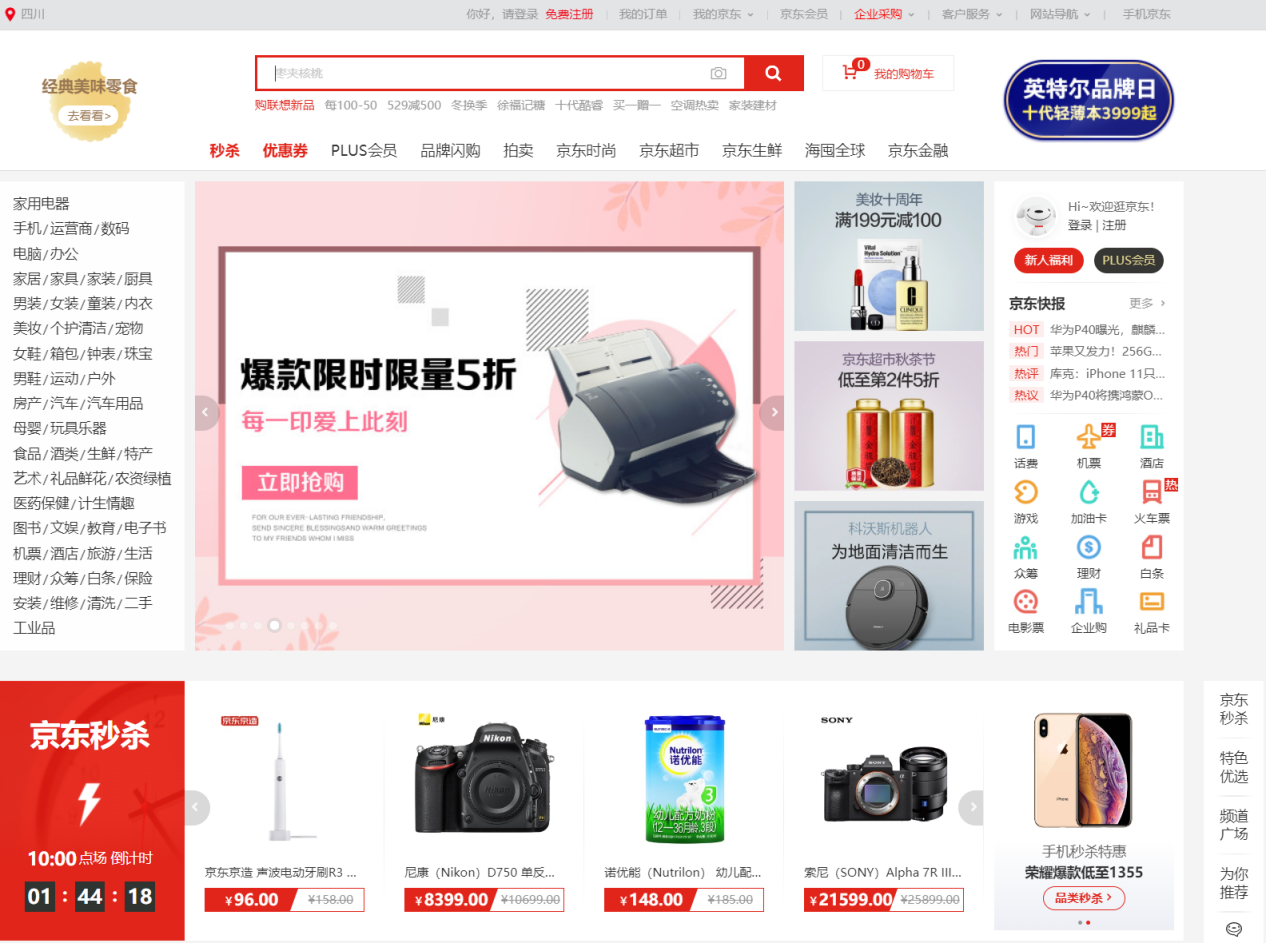 四川
你好，请登录 免费注册
我的订单
我的京东
京东会员
企业采购
客户服务
网站导航
手机京东
经典美味零食
去看看>
枣夹核桃
0
我的购物车
购联想新品 每100-50 529减500 冬换季 徐福记糖 十代酷睿 买一赠一 空调热卖 家装建材
英特尔品牌日
十代轻薄本3999起
秒杀 优惠券 PLUS会员 品牌闪购 拍卖 京东时尚 京东超市 京东生鲜 海囤全球 京东金融
家用电器
手机/运营商/数码
电脑/办公
家居/家具/家装/厨具
男装/女装/童装/内衣
美妆/个护清洁/宠物
女鞋/箱包/钟表/珠宝
男鞋/运动/户外
房产/汽车/汽车用品
母婴/玩具乐器
食品/酒类/生鲜/特产
艺术/礼品鲜花/农资绿植
医药保健/计生情趣
图书/文娱/教育/电子书
机票/酒店/旅游/生活
理财/众筹/白条/保险
安装/维修/清洗/二手
工业品
爆款限时限量5折
每一印爱上此刻
立即抢购
FOR OUR EVER-LASTING FRIENDSHIP,
SEND SINCERE BLESSINGSAND WARM GREETINGS
TO MY FRIENDS WHOM I MISS
美妆十周年
满199元减100
Vital
Hydra Solution
CLINIQUE
京东超市秋茶节
低至第2件5折
科沃斯机器人
为地面清洁而生
Hi~欢迎逛京东！
登录 | 注册
新人福利 PLUS会员
京东快报
更多
HOT 华为P40曝光，麒麟...
热门 苹果又发力！256G...
热评 库克：iPhone 11只...
热议 华为P40将携鸿蒙O...
券
话费 机票 酒店
热
游戏 加油卡 火车票
众筹 理财 白条
电影票 企业购 礼品卡
京东秒杀
10:00 点场 倒计时
01 : 44 : 18
京东京造
京东京造 声波电动牙刷R3 ...
¥96.00 ¥158.00
尼康
Nikon
Nikon
尼康（Nikon）D750 单反...
¥8399.00 ¥10699.00
Nutrilon
诺优能
3
幼儿配方奶粉
(12—36月龄,3段)
诺优能（Nutrilon） 幼儿配...
¥148.00 ¥185.00
SONY
SONY
索尼（SONY）Alpha 7R III...
¥21599.00 ¥25899.00
iPhone
手机秒杀特惠
荣耀爆款低至1355
品类秒杀
京东
秒杀
特色
优选
频道
广场
为你
推荐